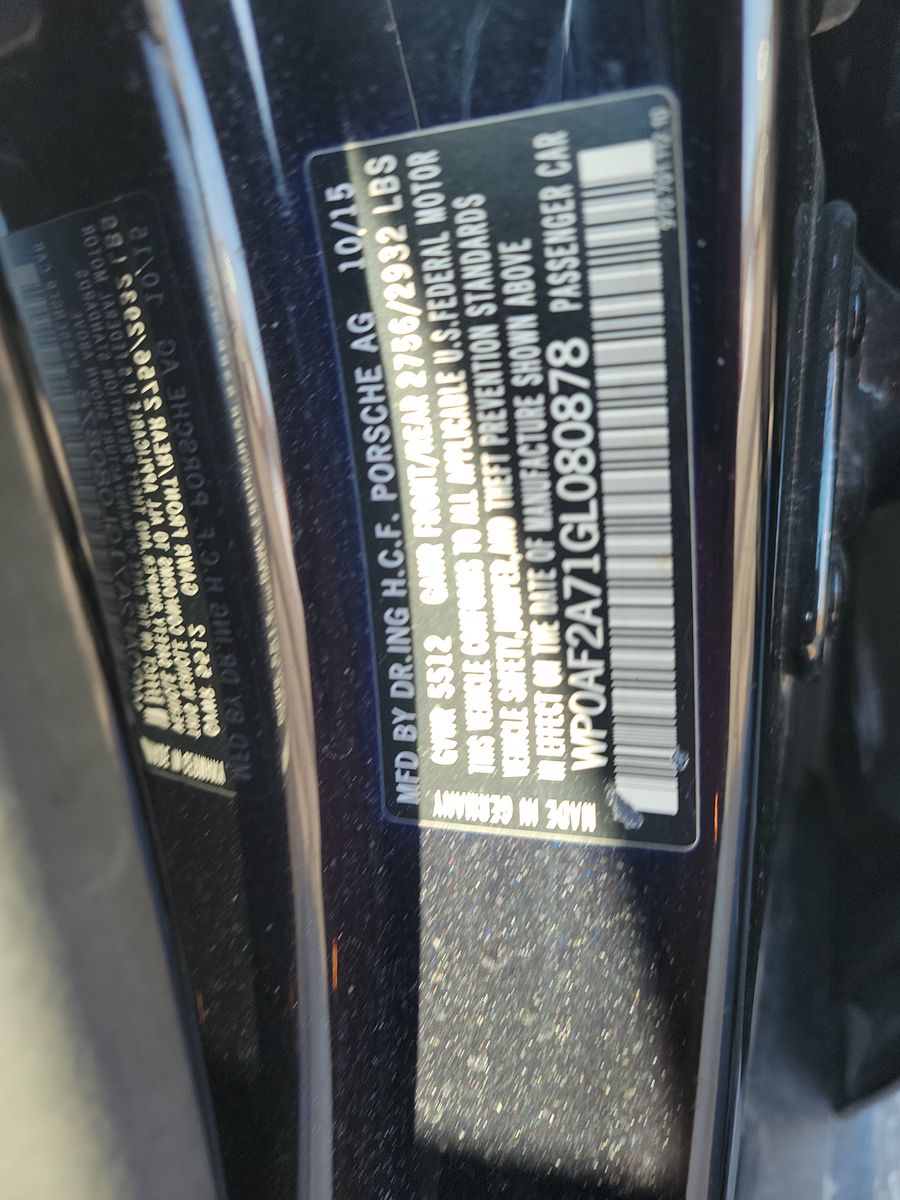 MFD BY DR.ING H.C.F. PORSCHE AG 10/15
GVWR 5512 GAWR FRONT/REAR 2756/2932 LBS
THIS VEHICLE CONFORMS TO ALL APPLICABLE U.S.FEDERAL MOTOR
VEHICLE SAFETY,BUMPER,AND THEFT PREVENTION STANDARDS
IN EFFECT ON THE DATE OF MANUFACTURE SHOWN ABOVE
WP0AF2A71GL080878 PASSENGER CAR
MADE IN GERMANY